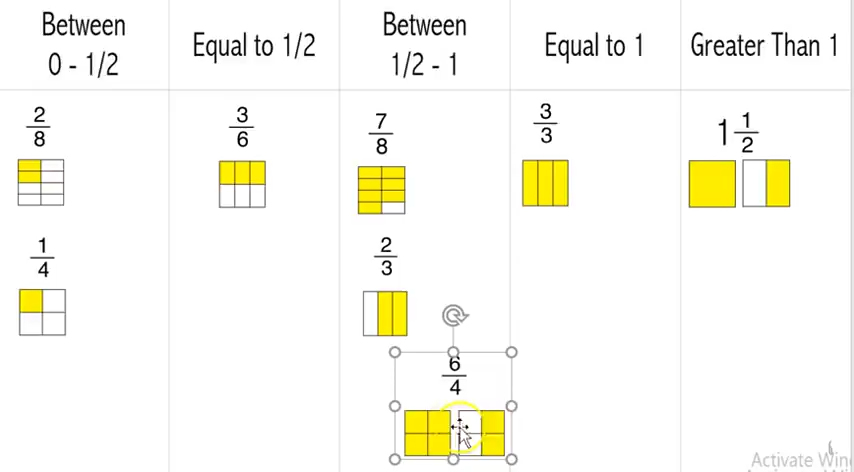 Between
0 - 1/2
Equal to 1/2
Between
1/2 - 1
Equal to 1
Greater Than 1
2
8
3
6
7
8
3
3
1 1
2
1
4
2
3
6
4
Activate Win